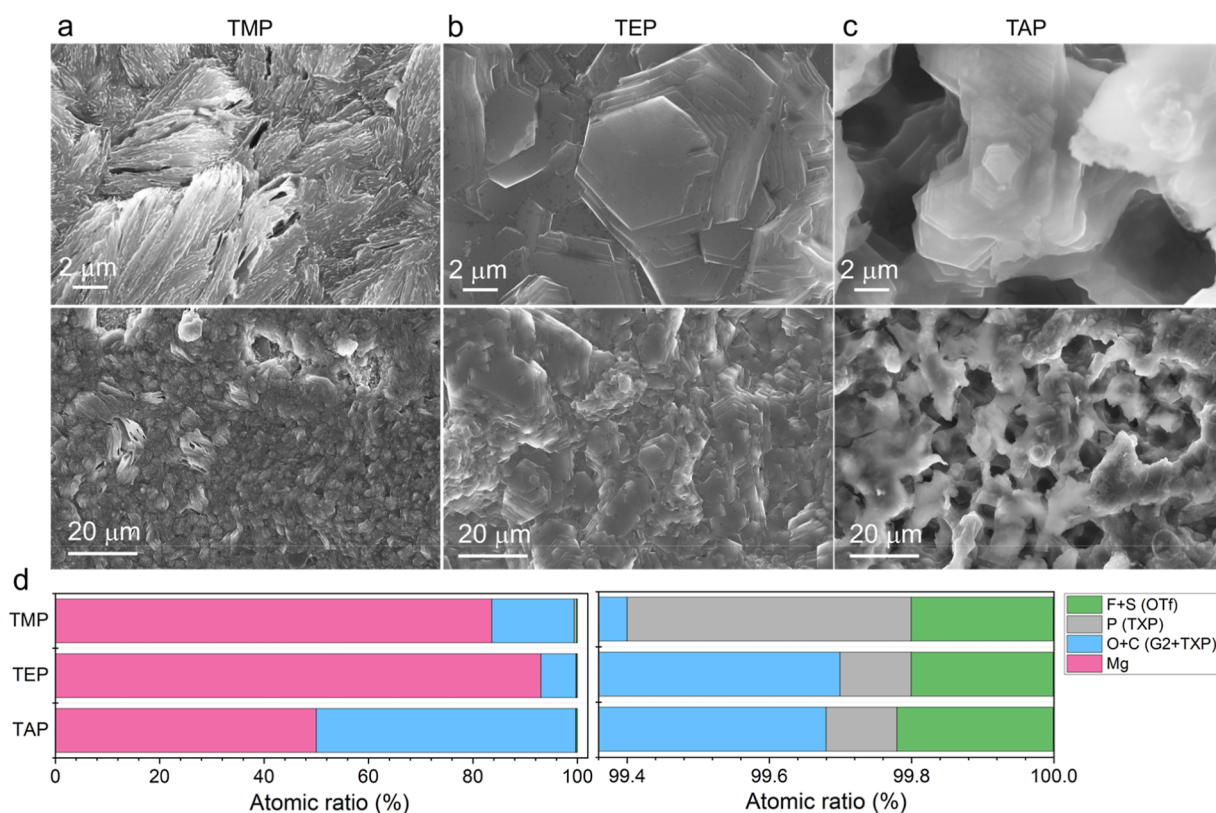 a TMP
b TEP
c TAP
2 μm
2 μm
2 μm
20 μm
20 μm
20 μm
d
TMP
TEP
TAP
0 20 40 60 80 100
Atomic ratio (%)
99.4 99.6 99.8 100.0
Atomic ratio (%)
F+S (OTf)
P (TXP)
O+C (G2+TXP)
Mg